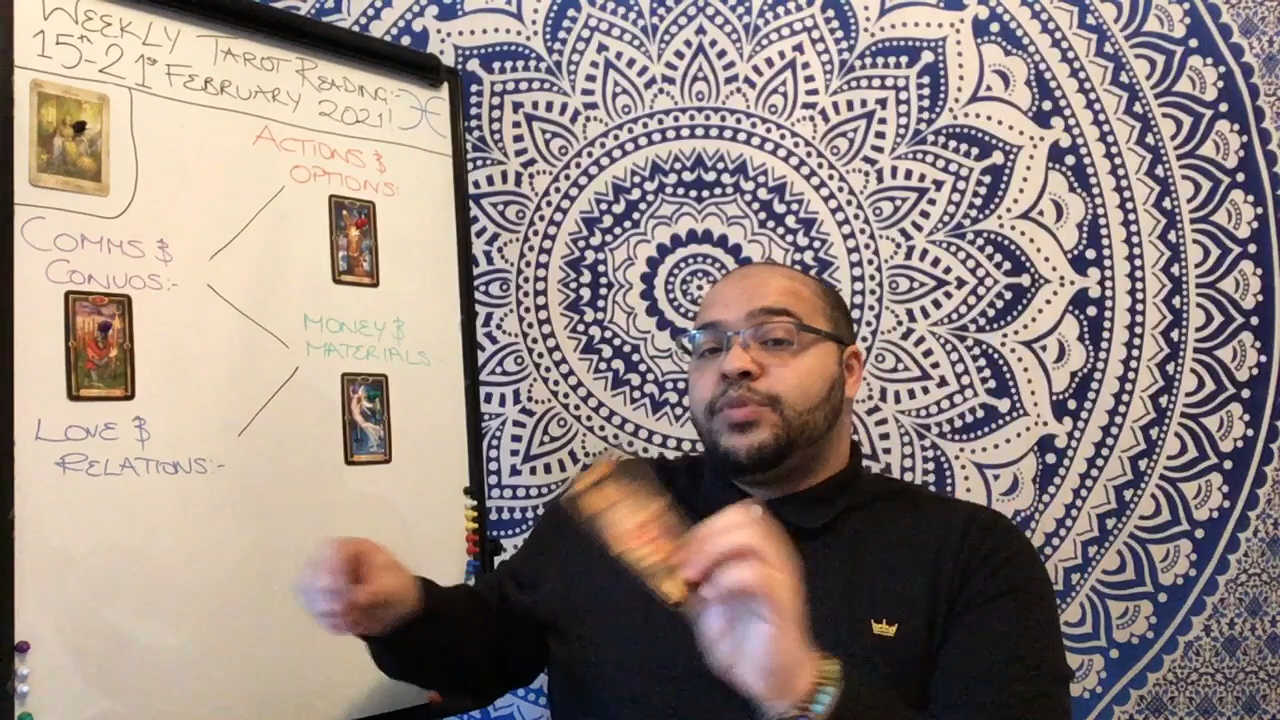 WEEKLY TAROT READING:-
15th-21st FEBRUARY 2021!
ACTIONS &
OPTIONS:-
COMMS &
CONVOS:-
MONEY &
MATERIALS:-
LOVE &
RELATIONS:-